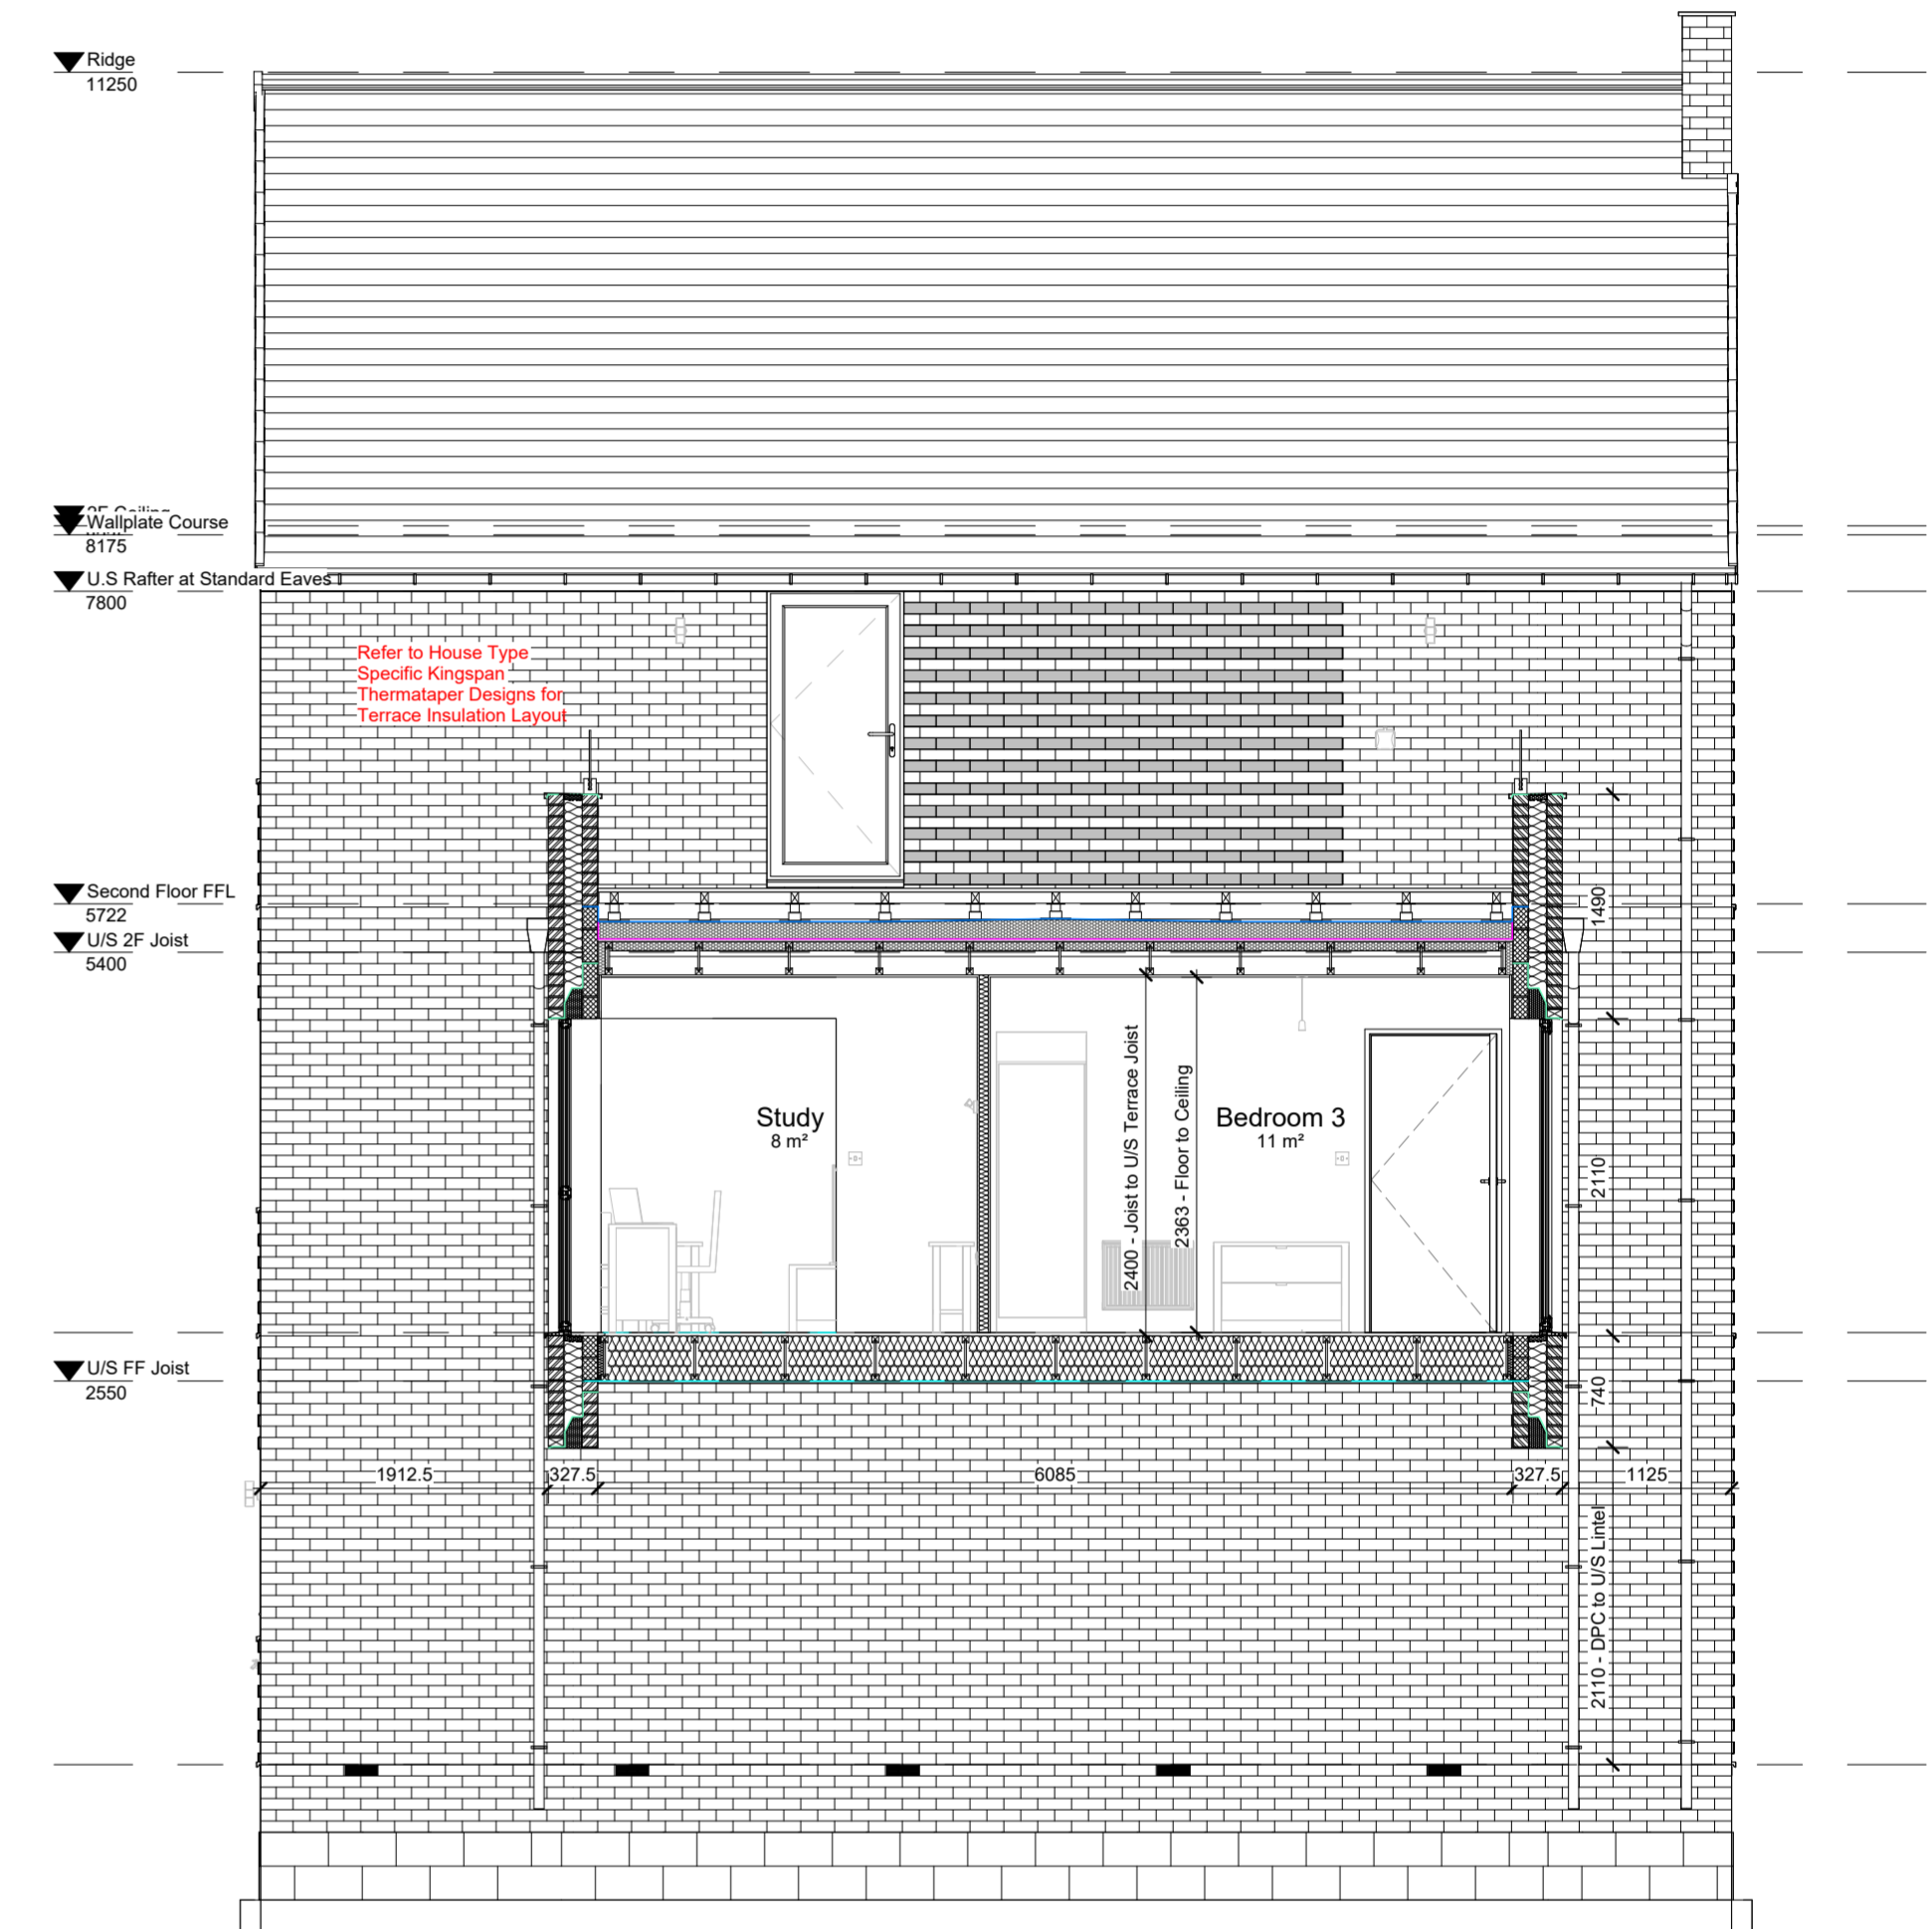 Ridge
11250
Wallplate Course
8175
U.S Rafter at Standard Eaves
7800
Refer to House Type
Specific Kingspan
Thermataper Designs for
Terrace Insulation Layout
Second Floor FFL
5722
U/S 2F Joist
5400
1490
Study
8 m²
2400 - Joist to U/S Terrace Joist
2363 - Floor to Ceiling
Bedroom 3
11 m²
2110
U/S FF Joist
2550
740
1912.5
327.5
6085
327.5
1125
2110 - DPC to U/S Lintel